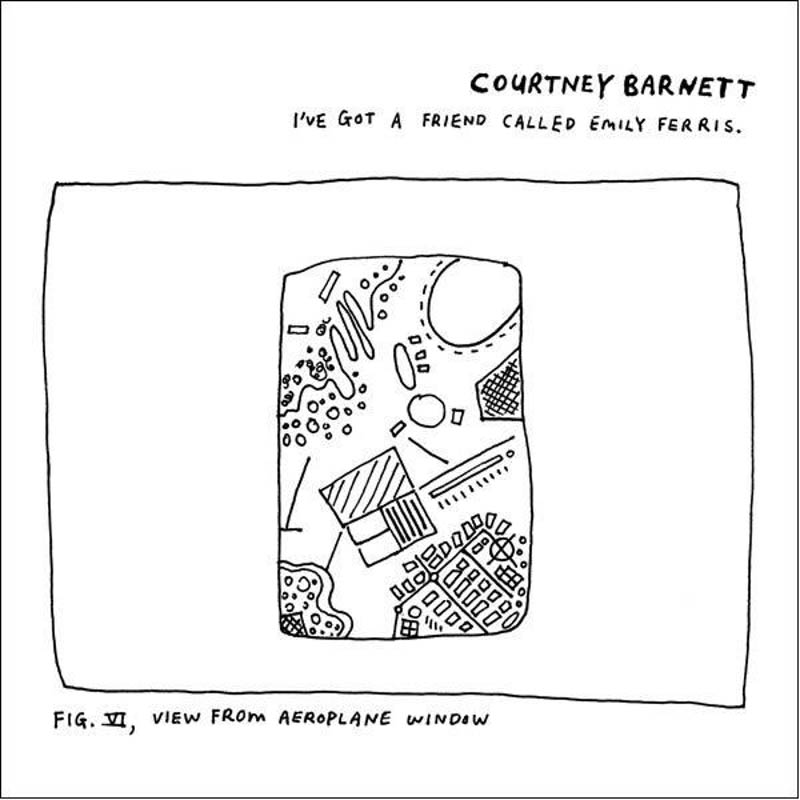 COURTNEY BARNETT
I'VE GOT A FRIEND CALLED EMILY FERRIS.
FIG. VI, VIEW FROM AEROPLANE WINDOW